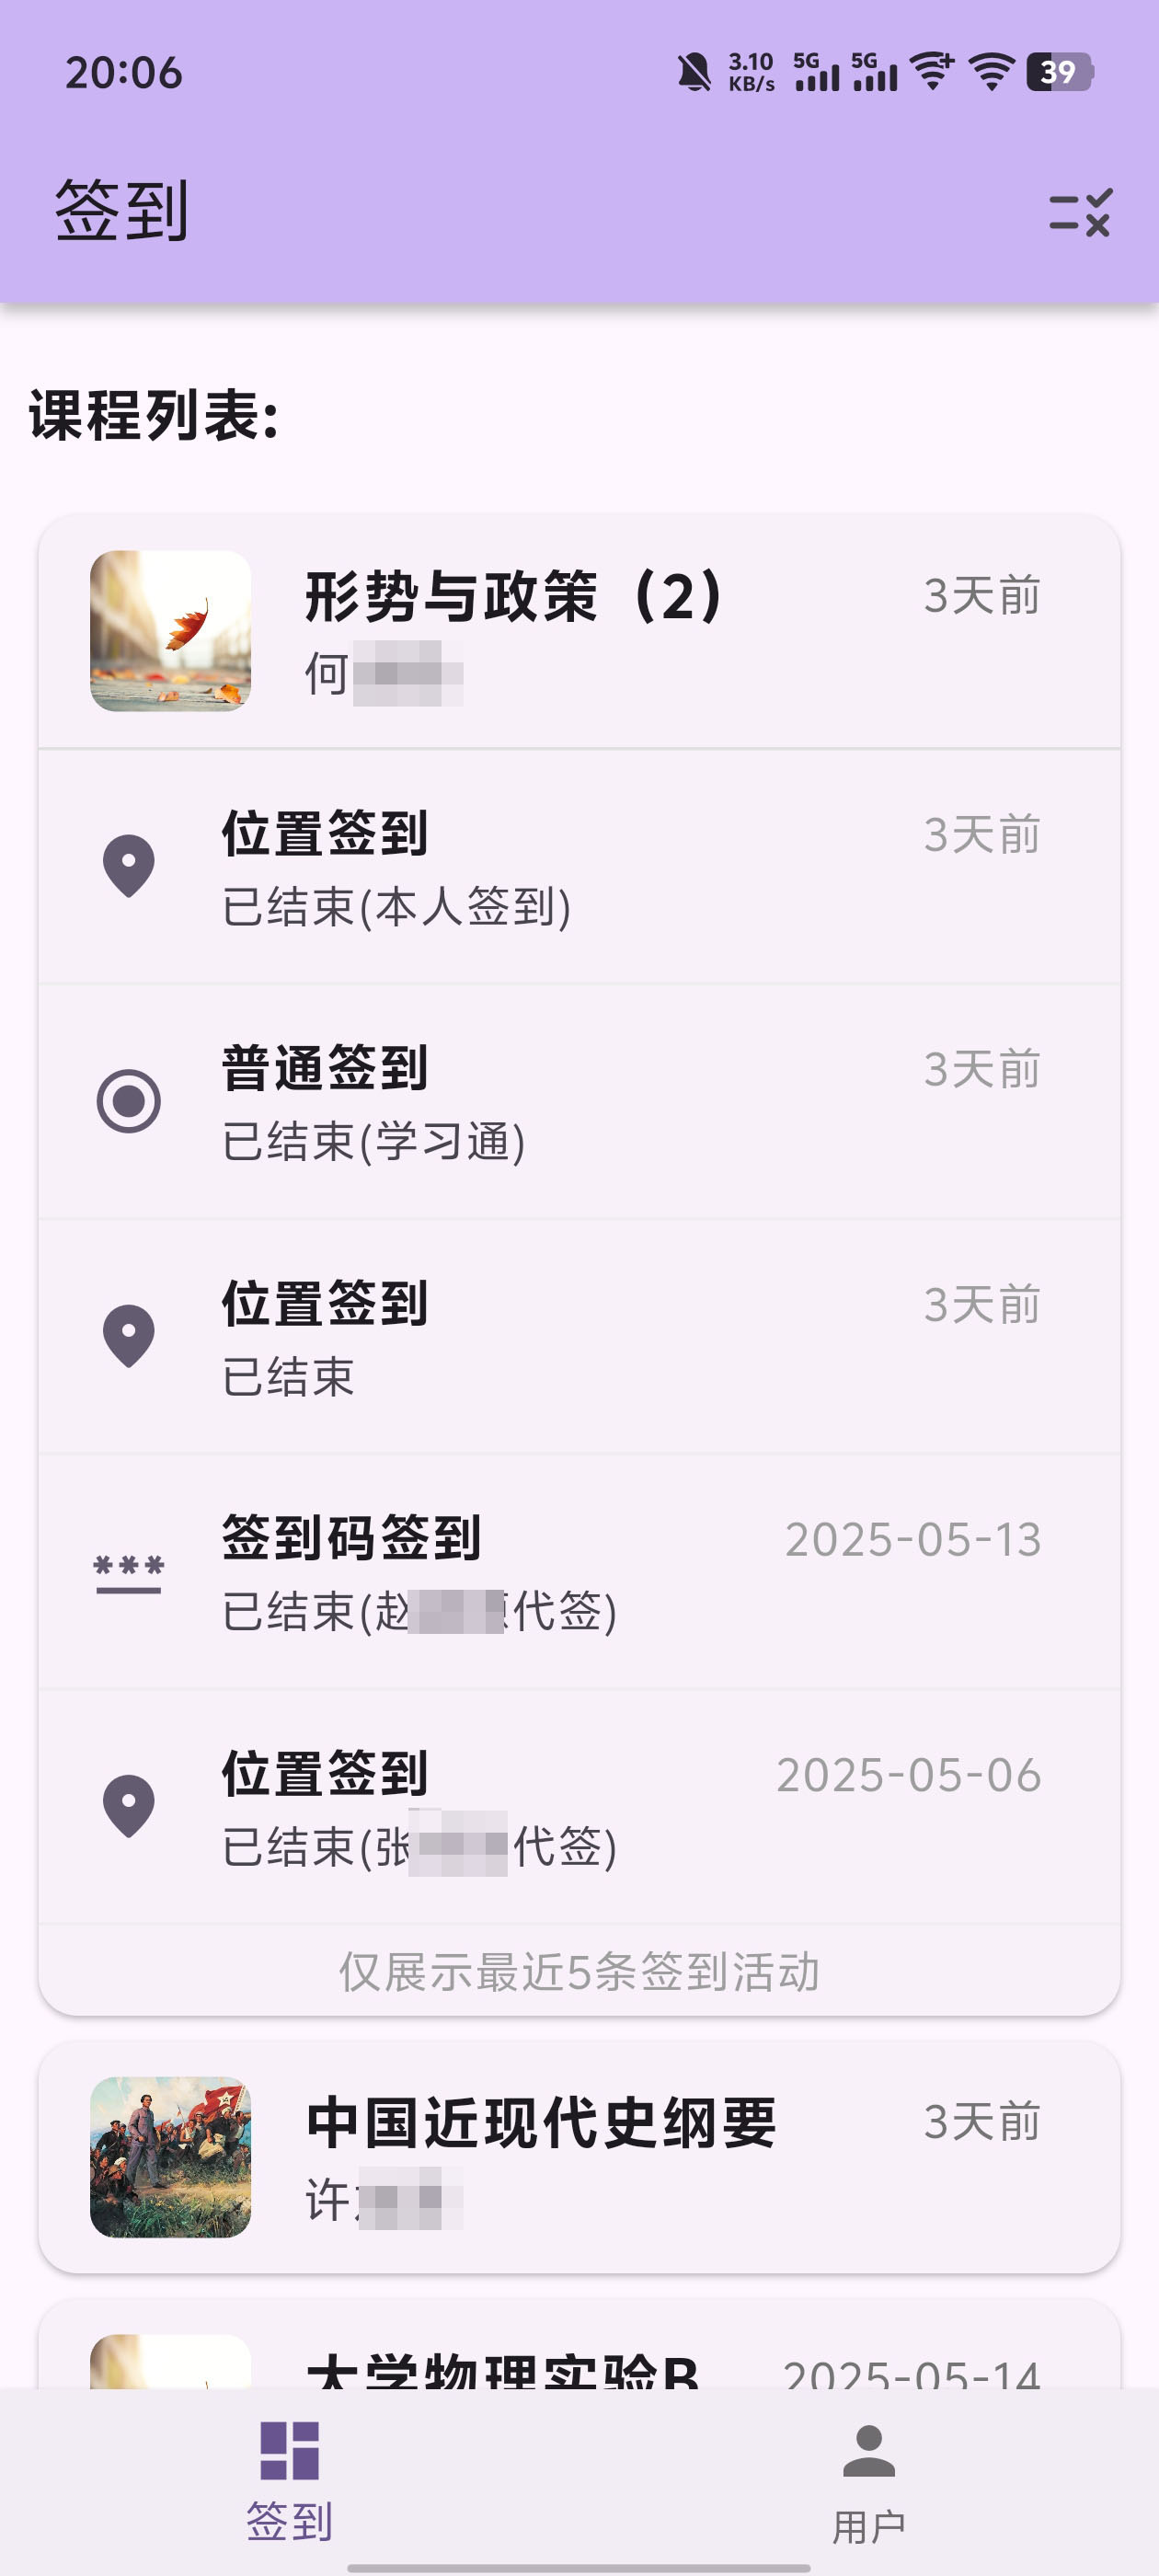 20:06
3.10 KB/s 5G 5G 39
签到
课程列表:
形势与政策（2） 3天前
何
位置签到 3天前
已结束(本人签到)
普通签到 3天前
已结束(学习通)
位置签到 3天前
已结束
签到码签到 2025-05-13
已结束(赵 代签)
位置签到 2025-05-06
已结束(张 代签)
仅展示最近5条签到活动
中国近现代史纲要 3天前
许
大学物理实验B 2025-05-14
签到 用户